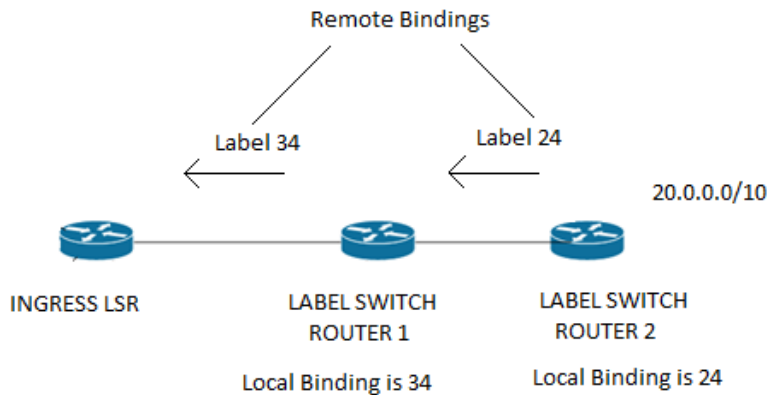 Remote Bindings
Label 34
Label 24
20.0.0.0/10
INGRESS LSR
LABEL SWITCH
ROUTER 1
LABEL SWITCH
ROUTER 2
Local Binding is 34
Local Binding is 24